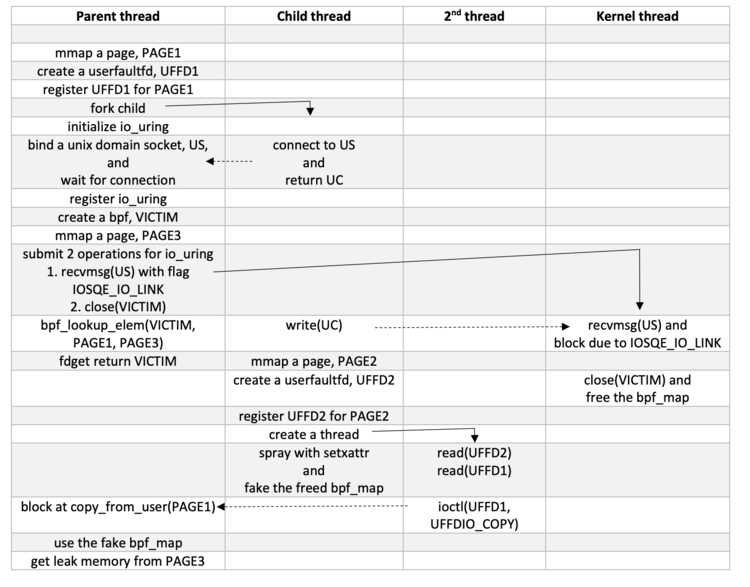 Parent thread Child thread 2nd thread Kernel thread
mmap a page, PAGE1
create a userfaultfd, UFFD1
register UFFD1 for PAGE1
fork child
initialize io_uring
bind a unix domain socket, US, connect to US
and and
wait for connection return UC
register io_uring
create a bpf, VICTIM
mmap a page, PAGE3
submit 2 operations for io_uring
1. recvmsg(US) with flag
IOSQE_IO_LINK
2. close(VICTIM)
bpf_lookup_elem(VICTIM, write(UC) recvmsg(US) and
PAGE1, PAGE3) block due to IOSQE_IO_LINK
fdget return VICTIM mmap a page, PAGE2
create a userfaultfd, UFFD2 close(VICTIM) and
free the bpf_map
register UFFD2 for PAGE2
create a thread
spray with setxattr read(UFFD2)
and read(UFFD1)
fake the freed bpf_map
block at copy_from_user(PAGE1) ioctl(UFFD1,
UFFDIO_COPY)
use the fake bpf_map
get leak memory from PAGE3